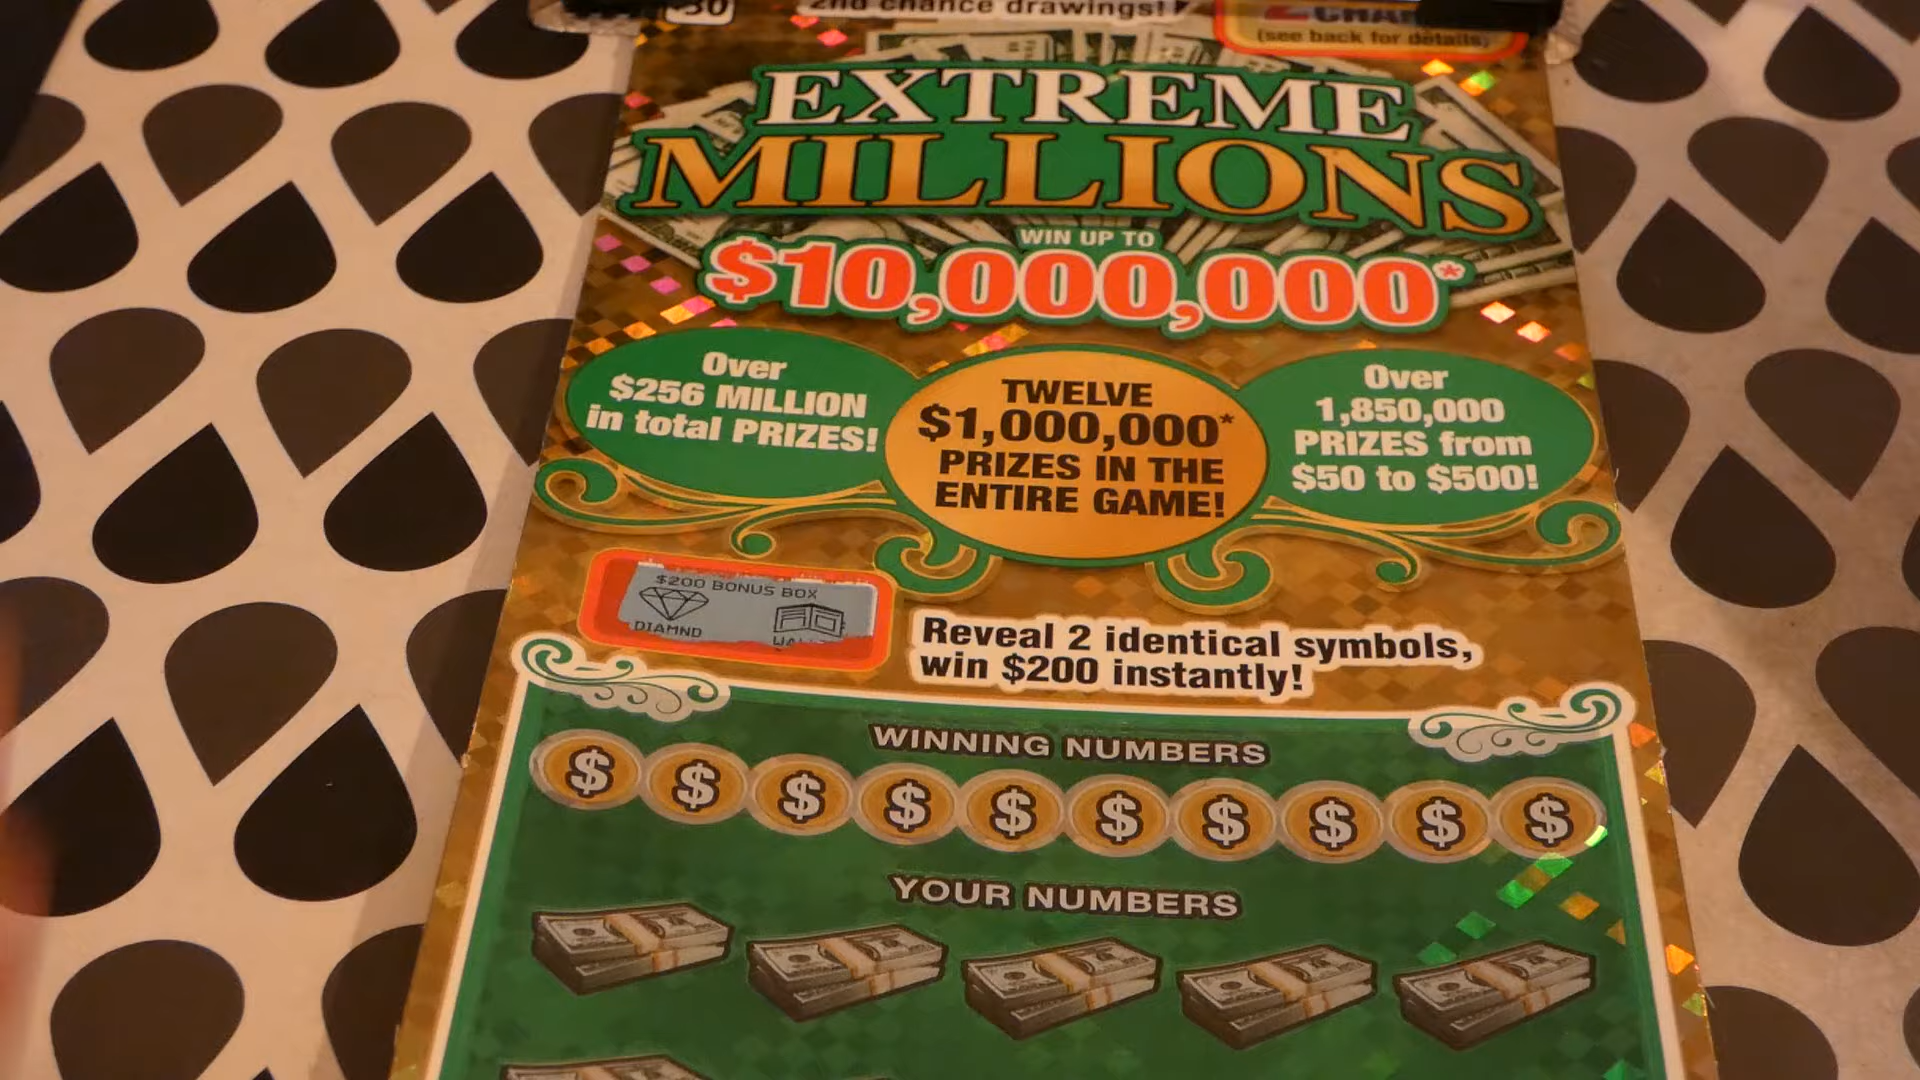 $30
2nd chance drawings!
(see back for details)
EXTREME
MILLIONS
WIN UP TO
$10,000,000*
Over
$256 MILLION
in total PRIZES!
TWELVE
$1,000,000*
PRIZES IN THE
ENTIRE GAME!
Over
1,850,000
PRIZES from
$50 to $500!
$200 BONUS BOX
DIAMND
Reveal 2 identical symbols,
win $200 instantly!
WINNING NUMBERS
$ $ $ $ $ $ $ $ $ $
YOUR NUMBERS